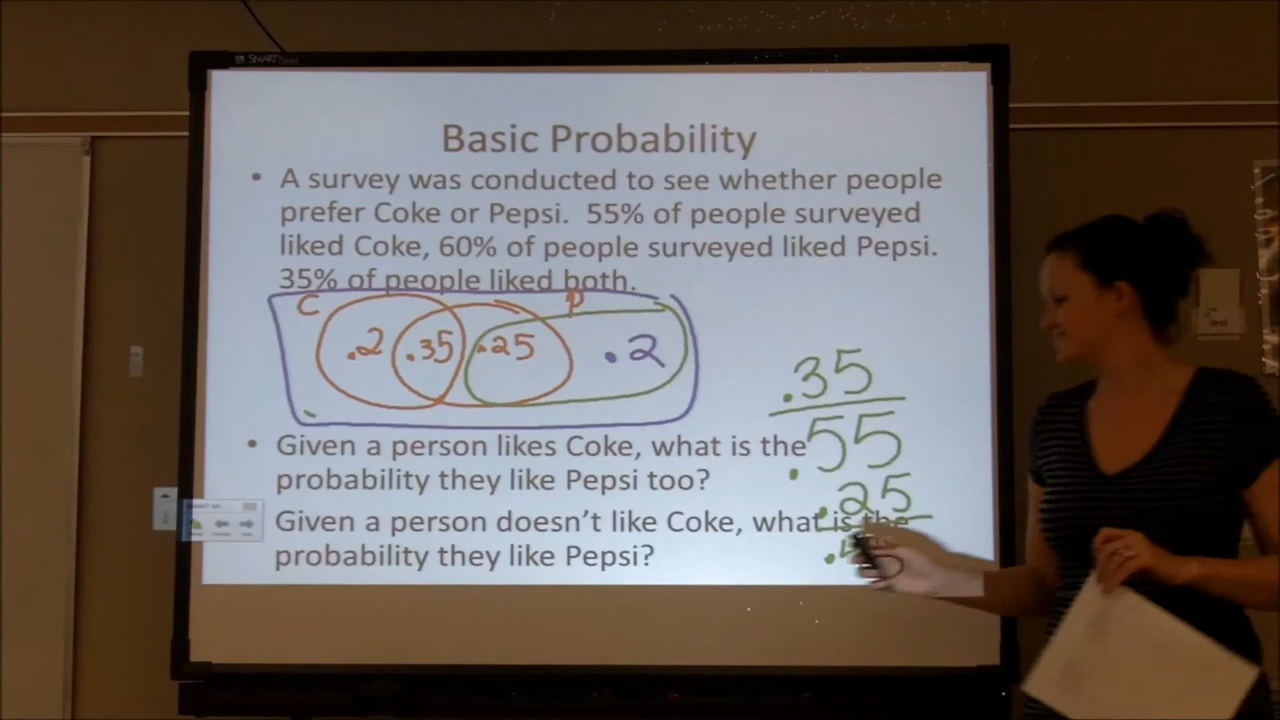 SMART Board
Basic Probability
• A survey was conducted to see whether people
prefer Coke or Pepsi. 55% of people surveyed
liked Coke, 60% of people surveyed liked Pepsi.
35% of people liked both.
C P
.2 .35 .25 .2
.35
.55
• Given a person likes Coke, what is the
probability they like Pepsi too?
.25
Given a person doesn't like Coke, what is the
probability they like Pepsi?